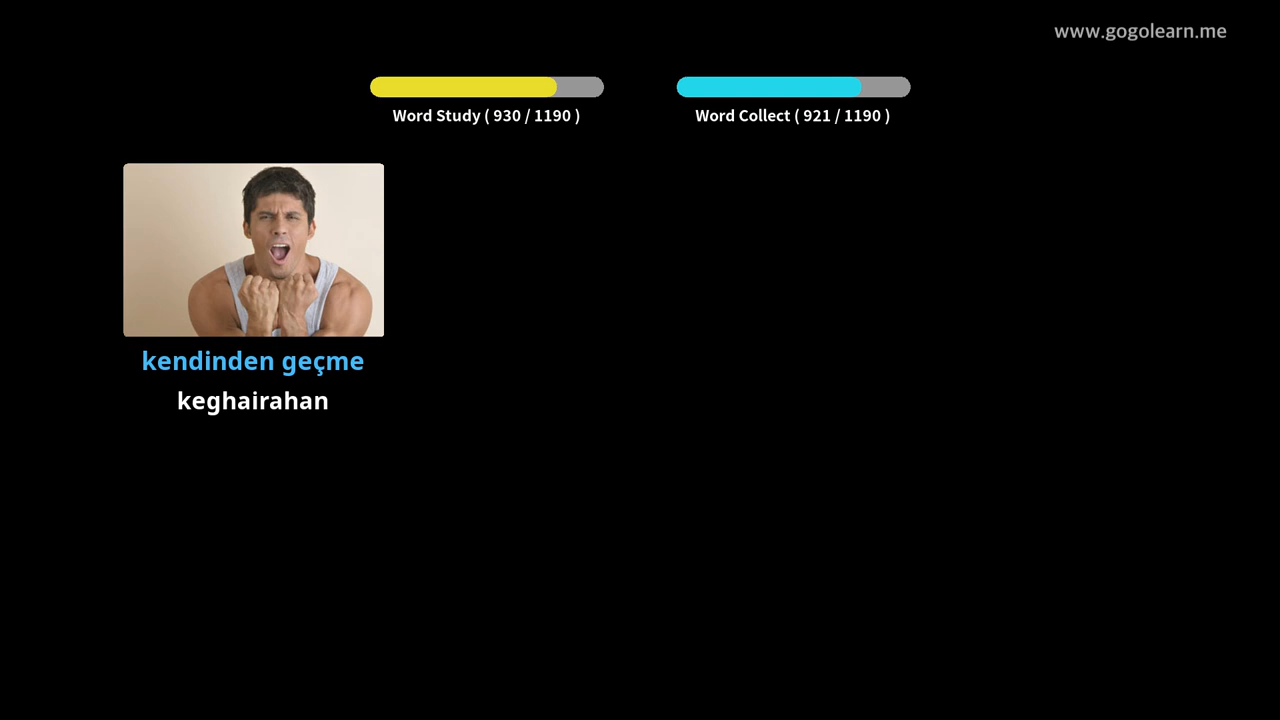 www.gogolearn.me
Word Study ( 930 / 1190 )
Word Collect ( 921 / 1190 )
kendinden geçme
keghairahan